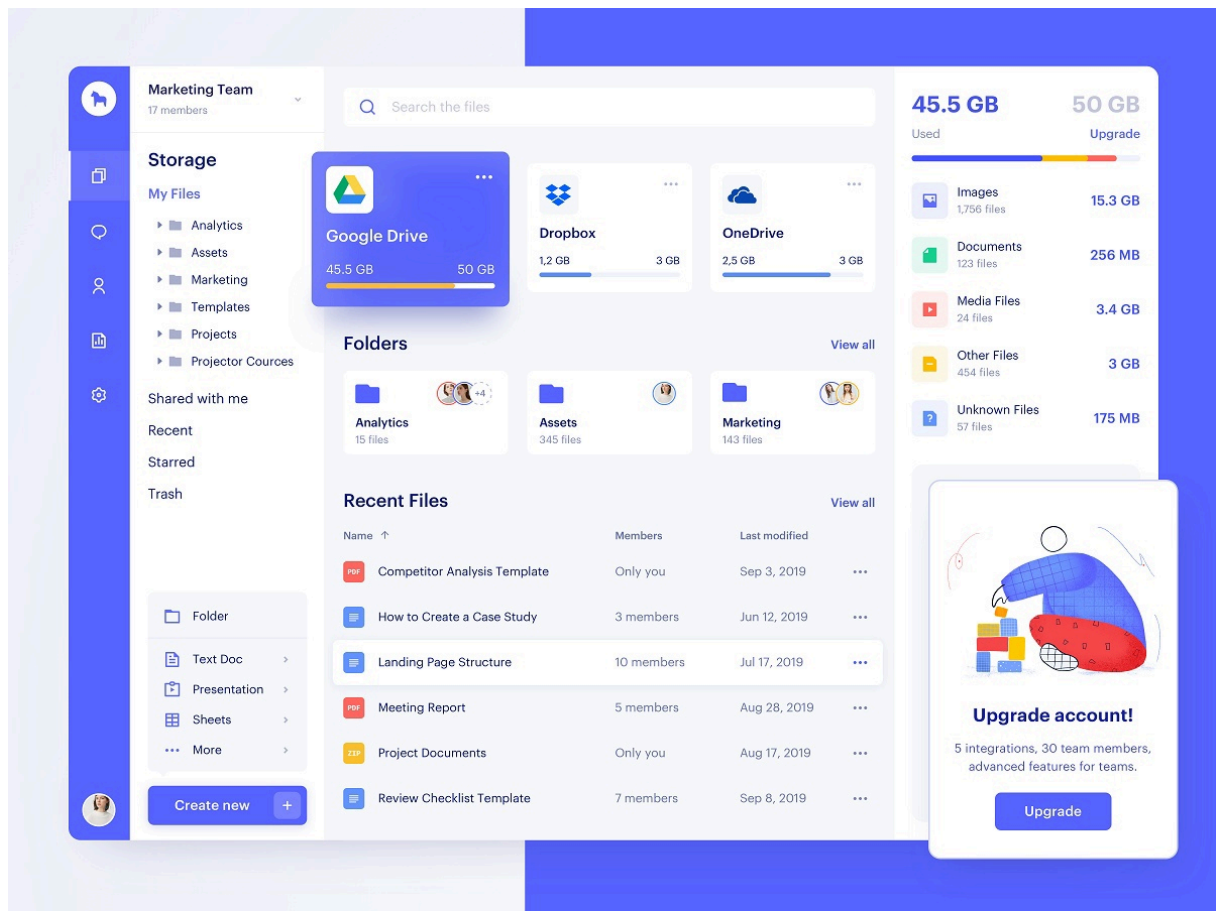 Marketing Team
17 members
Storage
My Files
Analytics
Assets
Marketing
Templates
Projects
Projector Cources
Shared with me
Recent
Starred
Trash
Folder
Text Doc
Presentation
Sheets
More
Create new +
Search the files
Google Drive
45.5 GB 50 GB
Dropbox
1,2 GB 3 GB
OneDrive
2,5 GB 3 GB
Folders View all
+4
Analytics
15 files
Assets
345 files
Marketing
143 files
Recent Files View all
Name ↑ Members Last modified
PDF Competitor Analysis Template Only you Sep 3, 2019
How to Create a Case Study 3 members Jun 12, 2019
Landing Page Structure 10 members Jul 17, 2019
PDF Meeting Report 5 members Aug 28, 2019
ZIP Project Documents Only you Aug 17, 2019
Review Checklist Template 7 members Sep 8, 2019
45.5 GB 50 GB
Used Upgrade
Images 15.3 GB
1,756 files
Documents 256 MB
123 files
Media Files 3.4 GB
24 files
Other Files 3 GB
454 files
? Unknown Files 175 MB
57 files
Upgrade account!
5 integrations, 30 team members,
advanced features for teams.
Upgrade